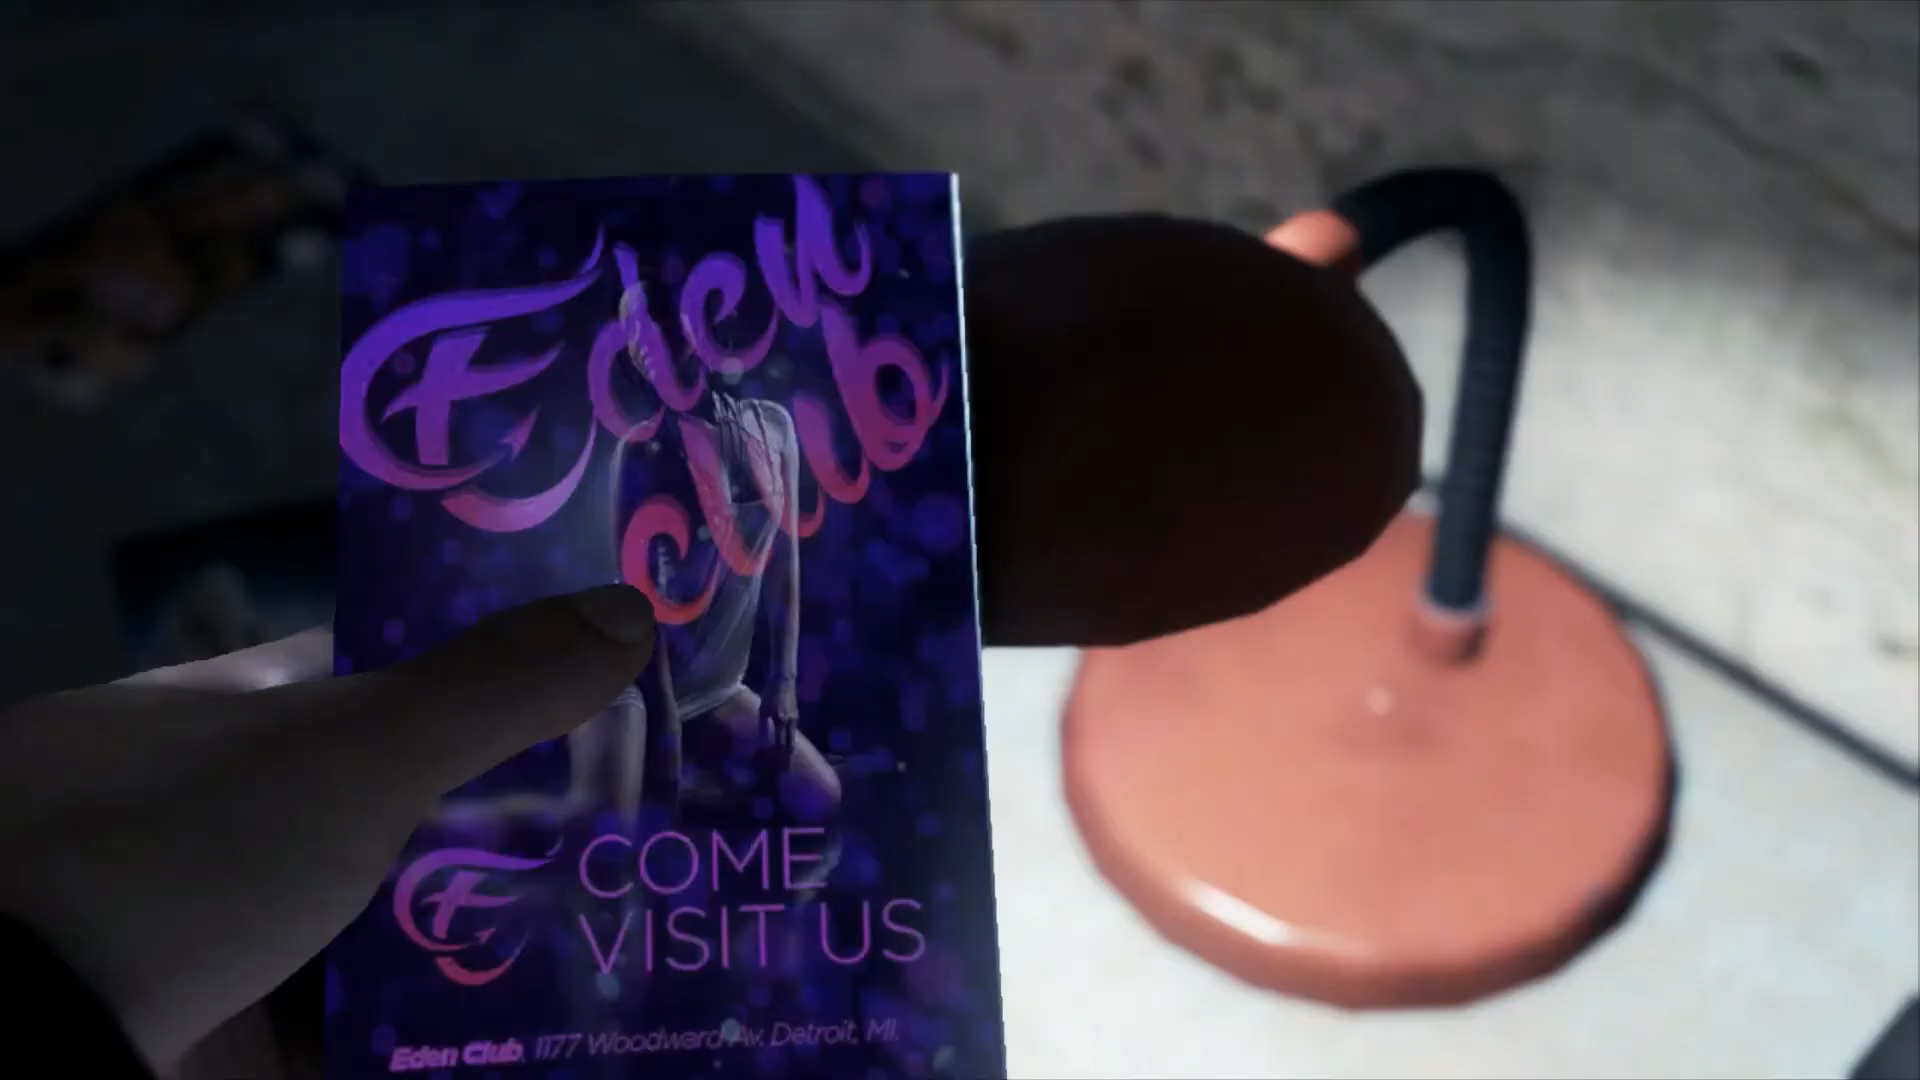 Eden
club
COME
VISIT US
Eden Club, 1177 Woodward Av. Detroit, MI.